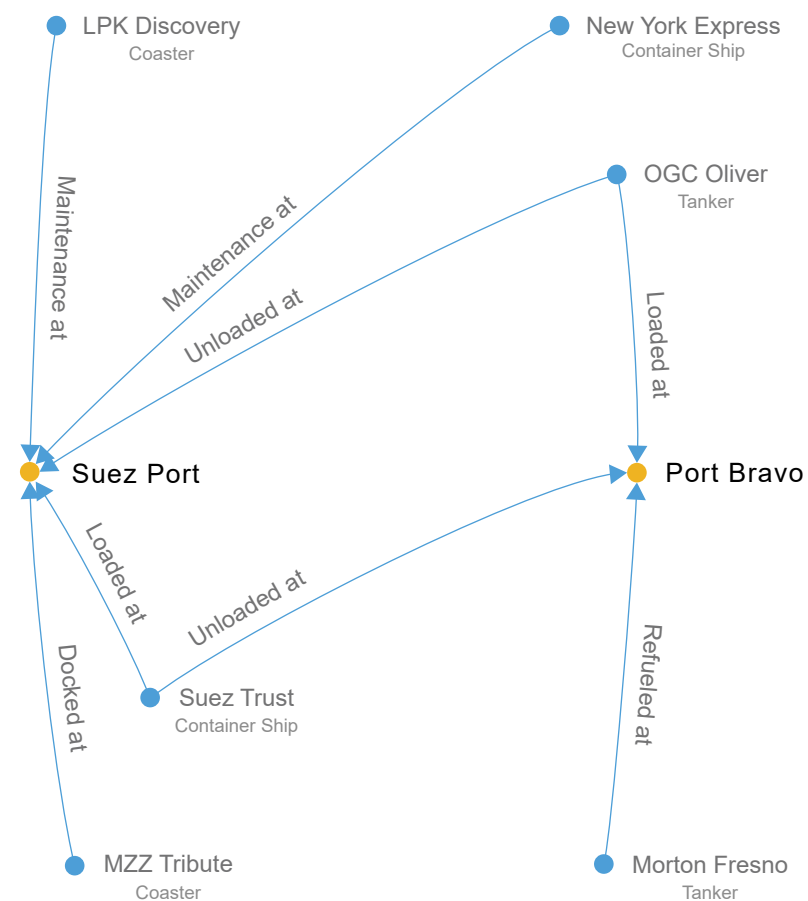 LPK Discovery
Coaster
New York Express
Container Ship
OGC Oliver
Tanker
Maintenance at
Maintenance at
Unloaded at
Loaded at
Suez Port
Port Bravo
Loaded at
Unloaded at
Docked at
Refueled at
Suez Trust
Container Ship
MZZ Tribute
Coaster
Morton Fresno
Tanker